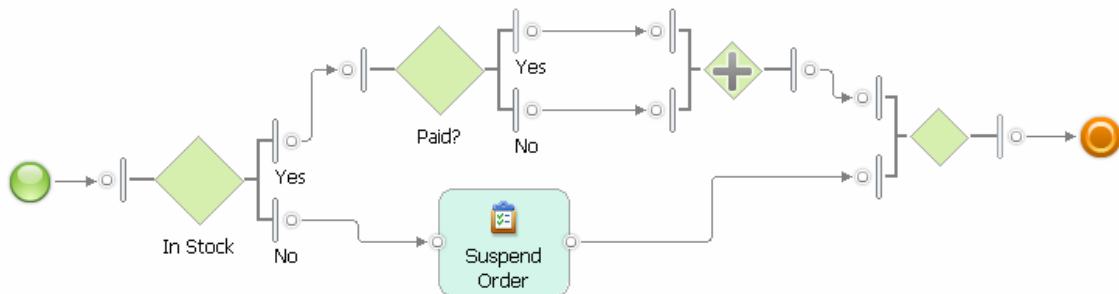 Yes
Paid?
No
Yes
In Stock
No
Suspend
Order